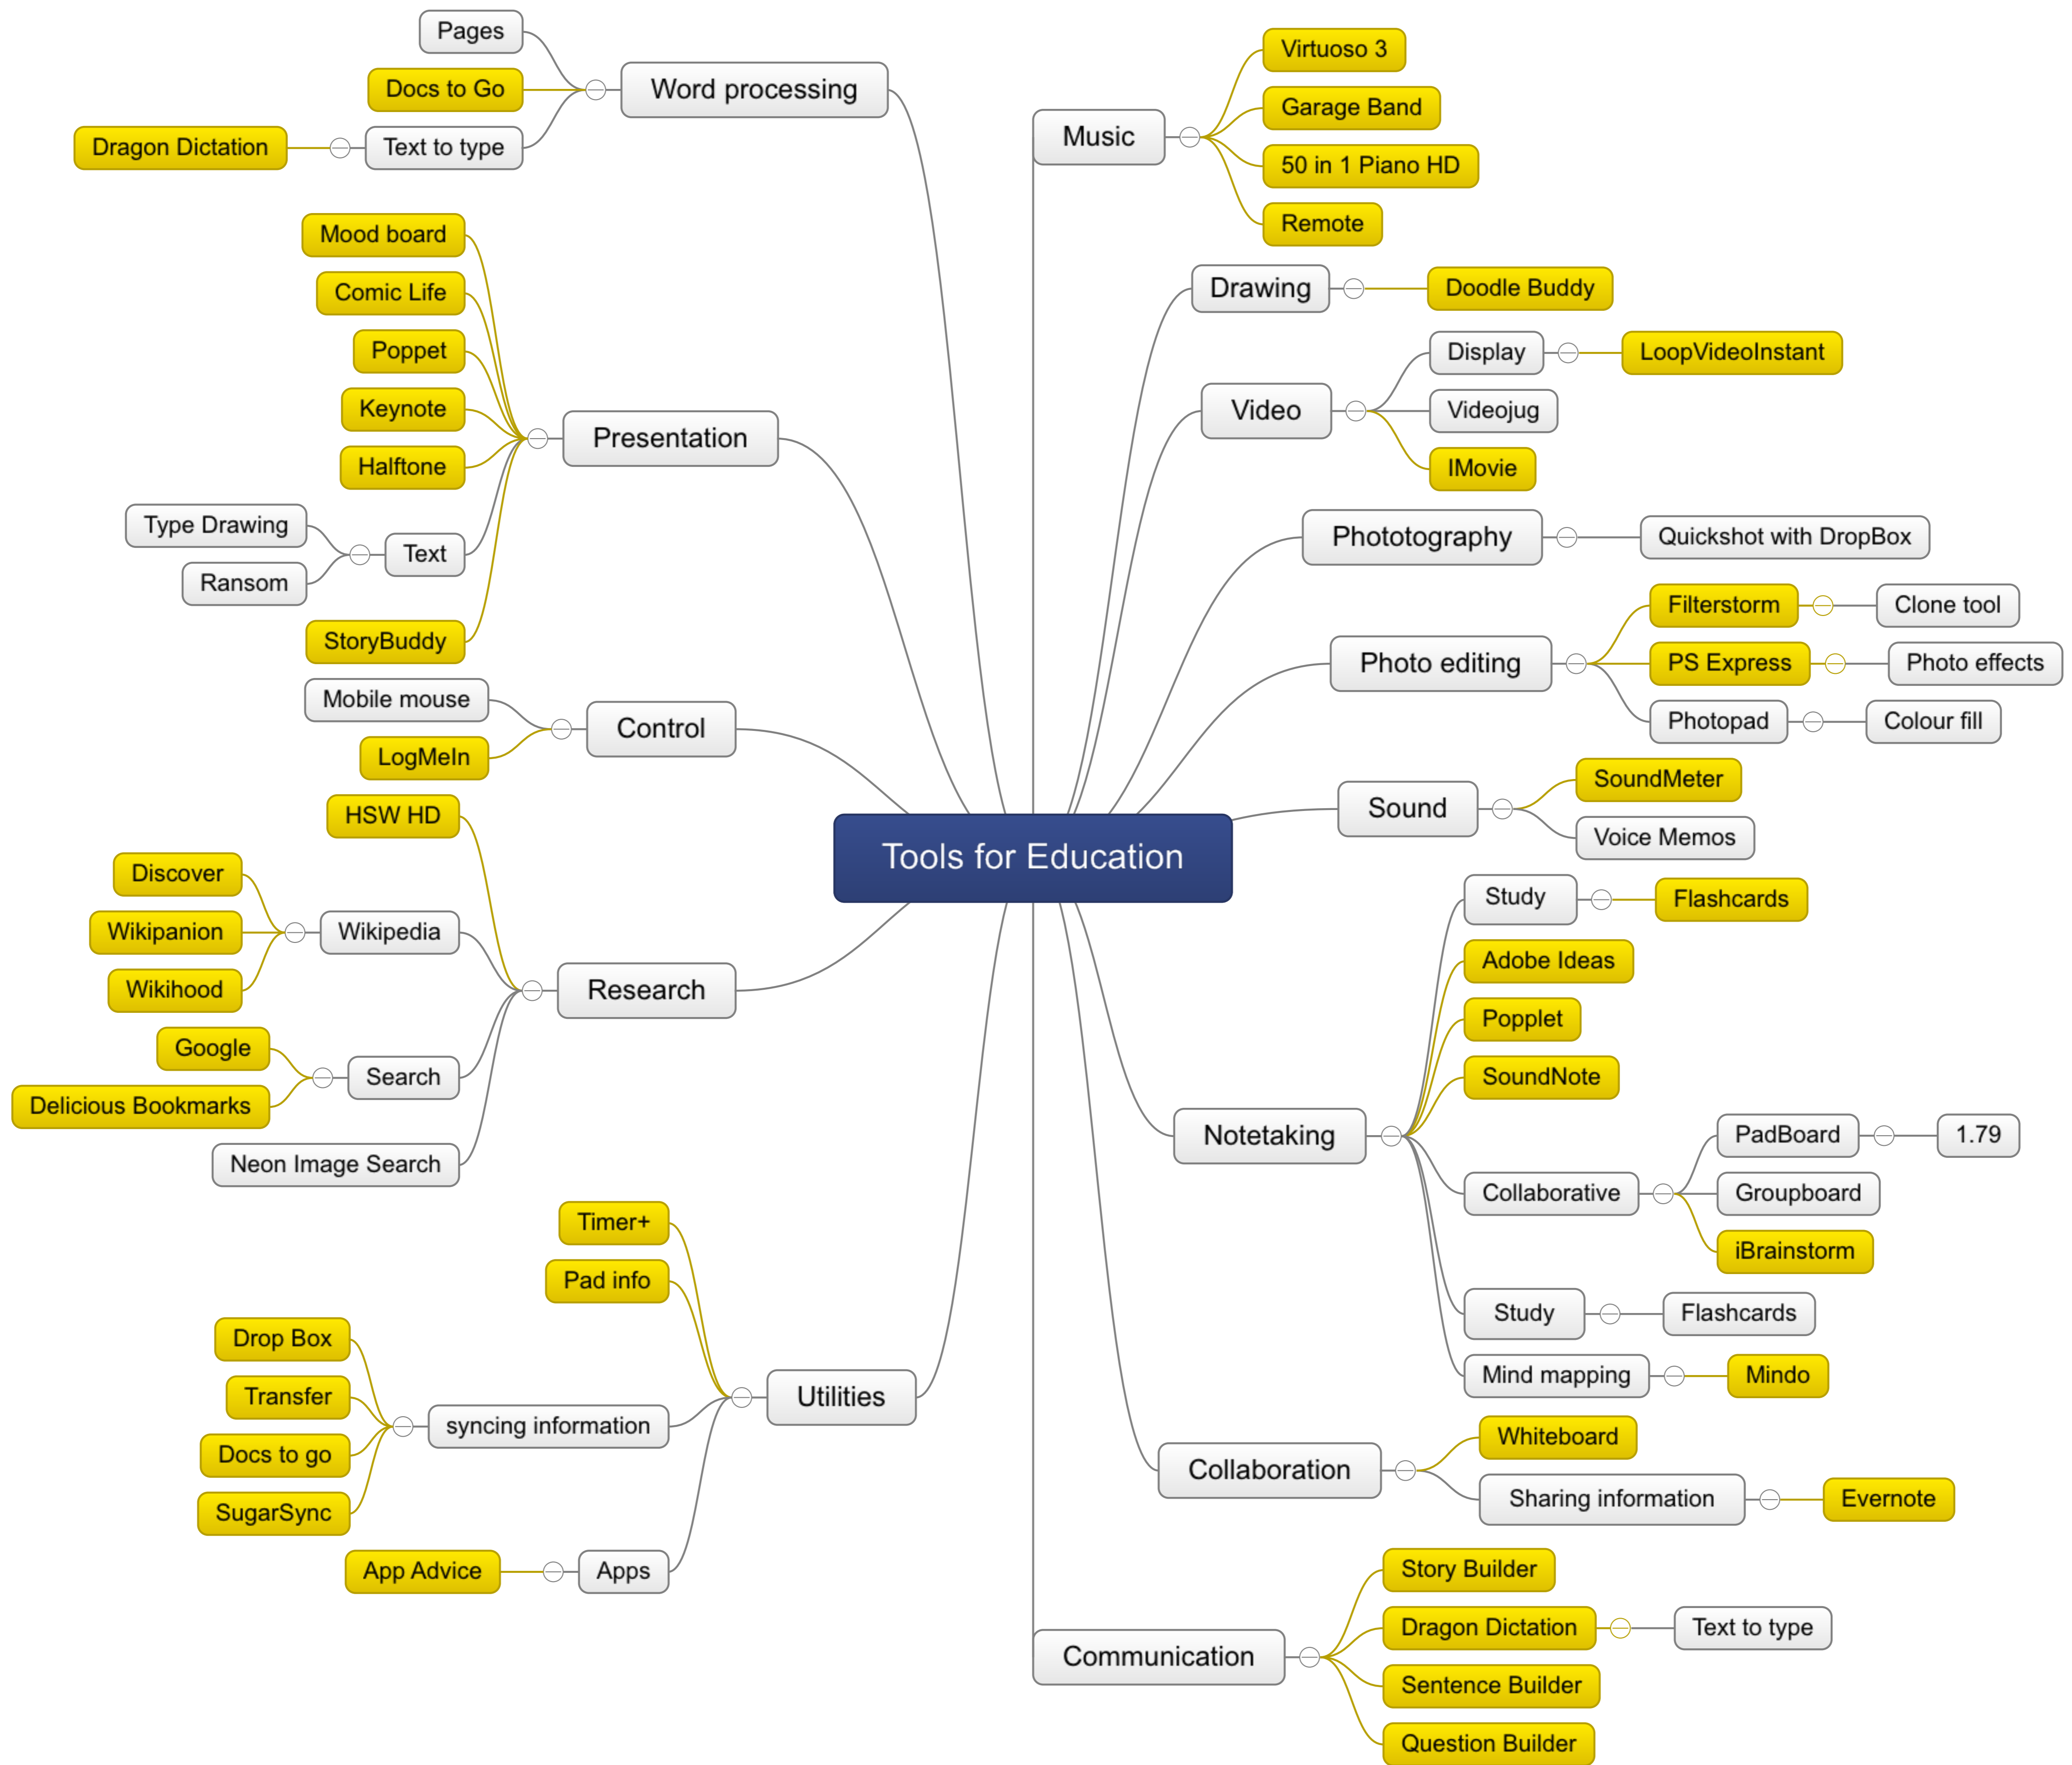 Tools for Education
Word processing
Pages
Docs to Go
Text to type
Dragon Dictation
Presentation
Mood board
Comic Life
Poppet
Keynote
Halftone
Text
Type Drawing
Ransom
StoryBuddy
Control
Mobile mouse
LogMeIn
Research
HSW HD
Wikipedia
Discover
Wikipanion
Wikihood
Search
Google
Delicious Bookmarks
Neon Image Search
Utilities
Timer+
Pad info
syncing information
Drop Box
Transfer
Docs to go
SugarSync
Apps
App Advice
Music
Virtuoso 3
Garage Band
50 in 1 Piano HD
Remote
Drawing
Doodle Buddy
Video
Display
LoopVideoInstant
Videojug
IMovie
Phototography
Quickshot with DropBox
Photo editing
Filterstorm
Clone tool
PS Express
Photo effects
Photopad
Colour fill
Sound
SoundMeter
Voice Memos
Notetaking
Study
Flashcards
Adobe Ideas
Popplet
SoundNote
Collaborative
PadBoard
1.79
Groupboard
iBrainstorm
Study
Flashcards
Mind mapping
Mindo
Collaboration
Whiteboard
Sharing information
Evernote
Communication
Story Builder
Dragon Dictation
Text to type
Sentence Builder
Question Builder